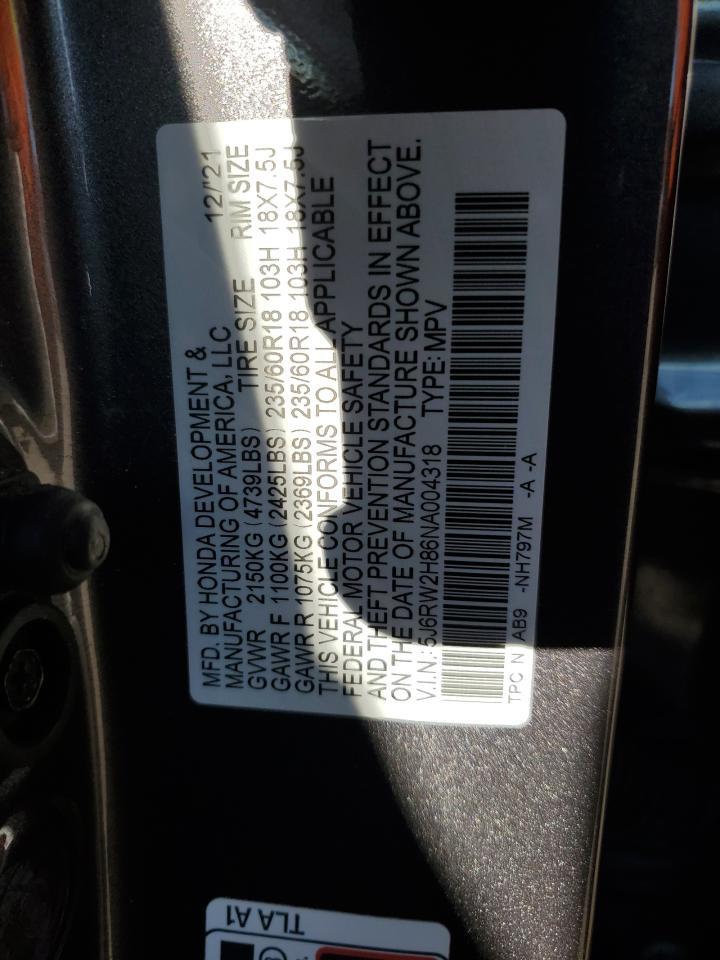 MFD. BY HONDA DEVELOPMENT & 12/'21
MANUFACTURING OF AMERICA, LLC
GVWR 2150KG (4739LBS) TIRE SIZE RIM SIZE
GAWR F 1100KG (2425LBS) 235/60R18 103H 18X7.5J
GAWR R 1075KG (2369LBS) 235/60R18 103H 18X7.5J
THIS VEHICLE CONFORMS TO ALL APPLICABLE
FEDERAL MOTOR VEHICLE SAFETY
AND THEFT PREVENTION STANDARDS IN EFFECT
ON THE DATE OF MANUFACTURE SHOWN ABOVE.
V.I.N.: 5J6RW2H86NA004318 TYPE: MPV
TPC N AB9 -NH797M -A -A
TLA A1